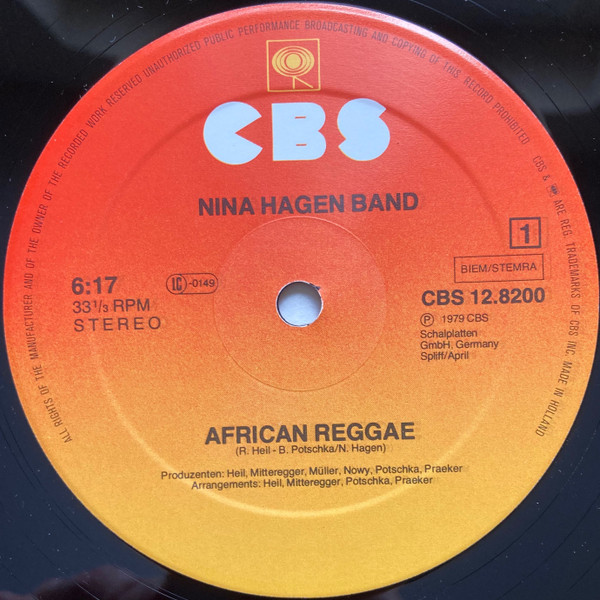 ALL RIGHTS OF THE MANUFACTURER AND OF THE OWNER OF THE RECORDED WORK RESERVED UNAUTHORIZED PUBLIC PERFORMANCE BROADCASTING AND COPYING OF THIS RECORD PROHIBITED CBS & ARE REG. TRADEMARKS OF CBS INC. MADE IN HOLLAND
CBS
NINA HAGEN BAND
1
BIEM/STEMRA
6:17
LC -0149
33 1/3 RPM
STEREO
CBS 12.8200
Ⓟ 1979 CBS
Schalplatten
GmbH. Germany
Spliff/April
AFRICAN REGGAE
(R. Heil - B. Potschka/N. Hagen)
Produzenten: Heil, Mitteregger, Müller, Nowy, Potschka, Praeker
Arrangements: Heil, Mitteregger, Potschka, Praeker